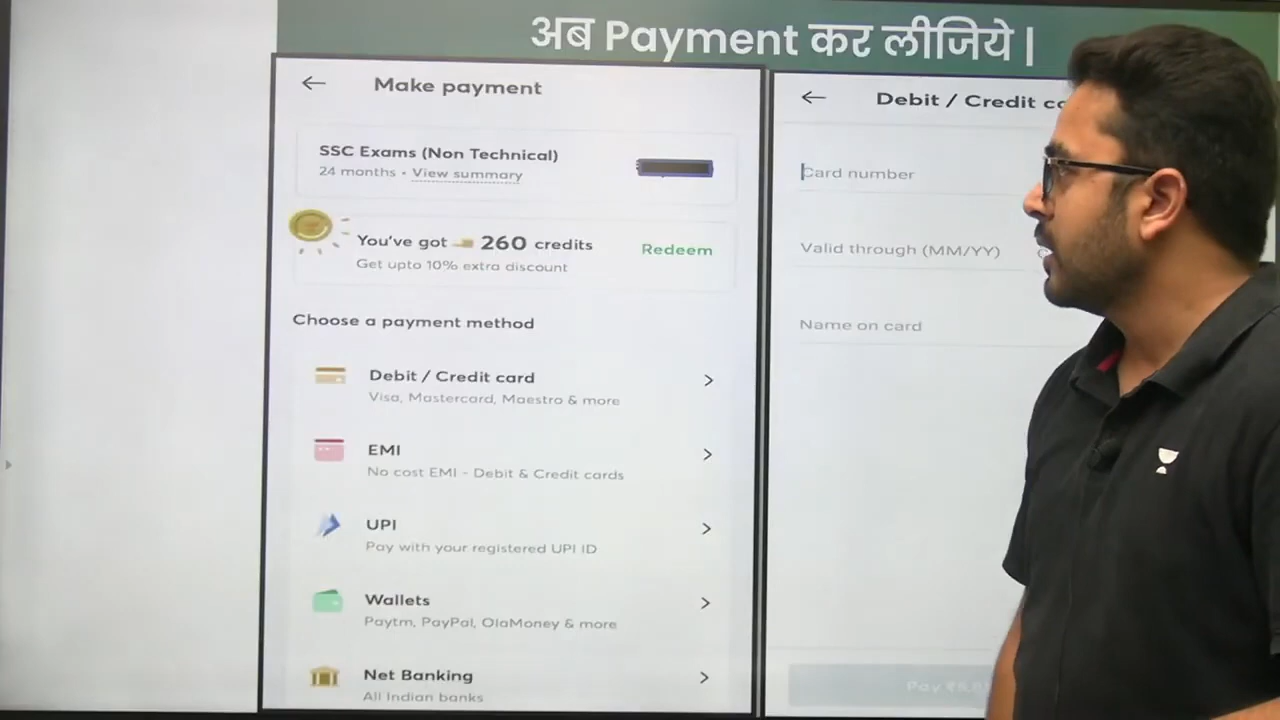 अब Payment कर लीजिये |
Make payment
SSC Exams (Non Technical)
24 months • View summary
You've got 260 credits
Get upto 10% extra discount
Redeem
Choose a payment method
Debit / Credit card
Visa, Mastercard, Maestro & more
EMI
No cost EMI - Debit & Credit cards
UPI
Pay with your registered UPI ID
Wallets
Paytm, PayPal, OlaMoney & more
Net Banking
All Indian banks
Debit / Credit
Card number
Valid through (MM/YY)
Name on card
Pay